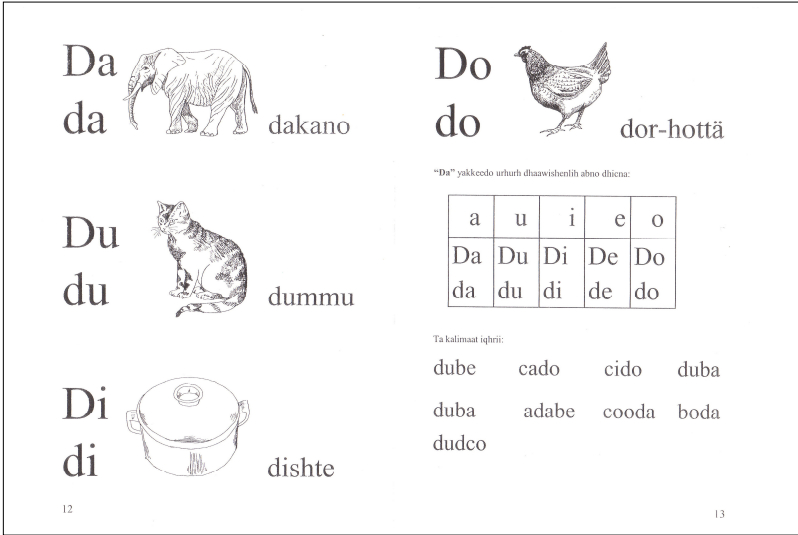 Da
da
dakano
Du
du
dummu
Di
di
dishte
12
Do
do
dor-hottä
“Da” yakkeedo urhurh dhaawishenlih abno dhiena:
a u i e o
Da Du Di De Do
da du di de do
Ta kalimaat iqhrii:
dube cado cido duba
duba adabe cooda boda
dudco
13